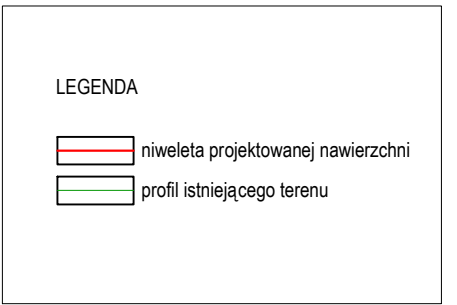 LEGENDA
niweleta projektowanej nawierzchni
profil istniejącego terenu